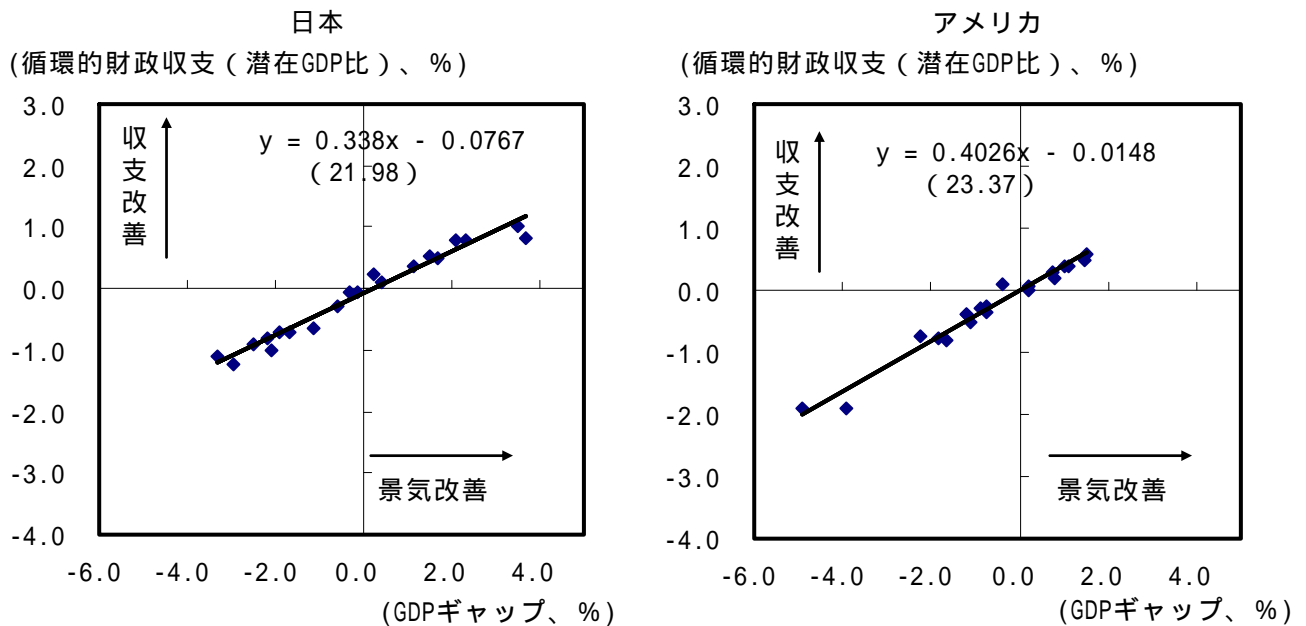 日本
(循環的財政収支（潜在GDP比）、%)
3.0
2.0
1.0
0.0
-1.0
-2.0
-3.0
-4.0
収支改善
y = 0.338x - 0.0767
（21.98）
景気改善
-6.0 -4.0 -2.0 0.0 2.0 4.0
(GDPギャップ、%)
アメリカ
(循環的財政収支（潜在GDP比）、%)
3.0
2.0
1.0
0.0
-1.0
-2.0
-3.0
-4.0
収支改善
y = 0.4026x - 0.0148
（23.37）
景気改善
-6.0 -4.0 -2.0 0.0 2.0 4.0
(GDPギャップ、%)